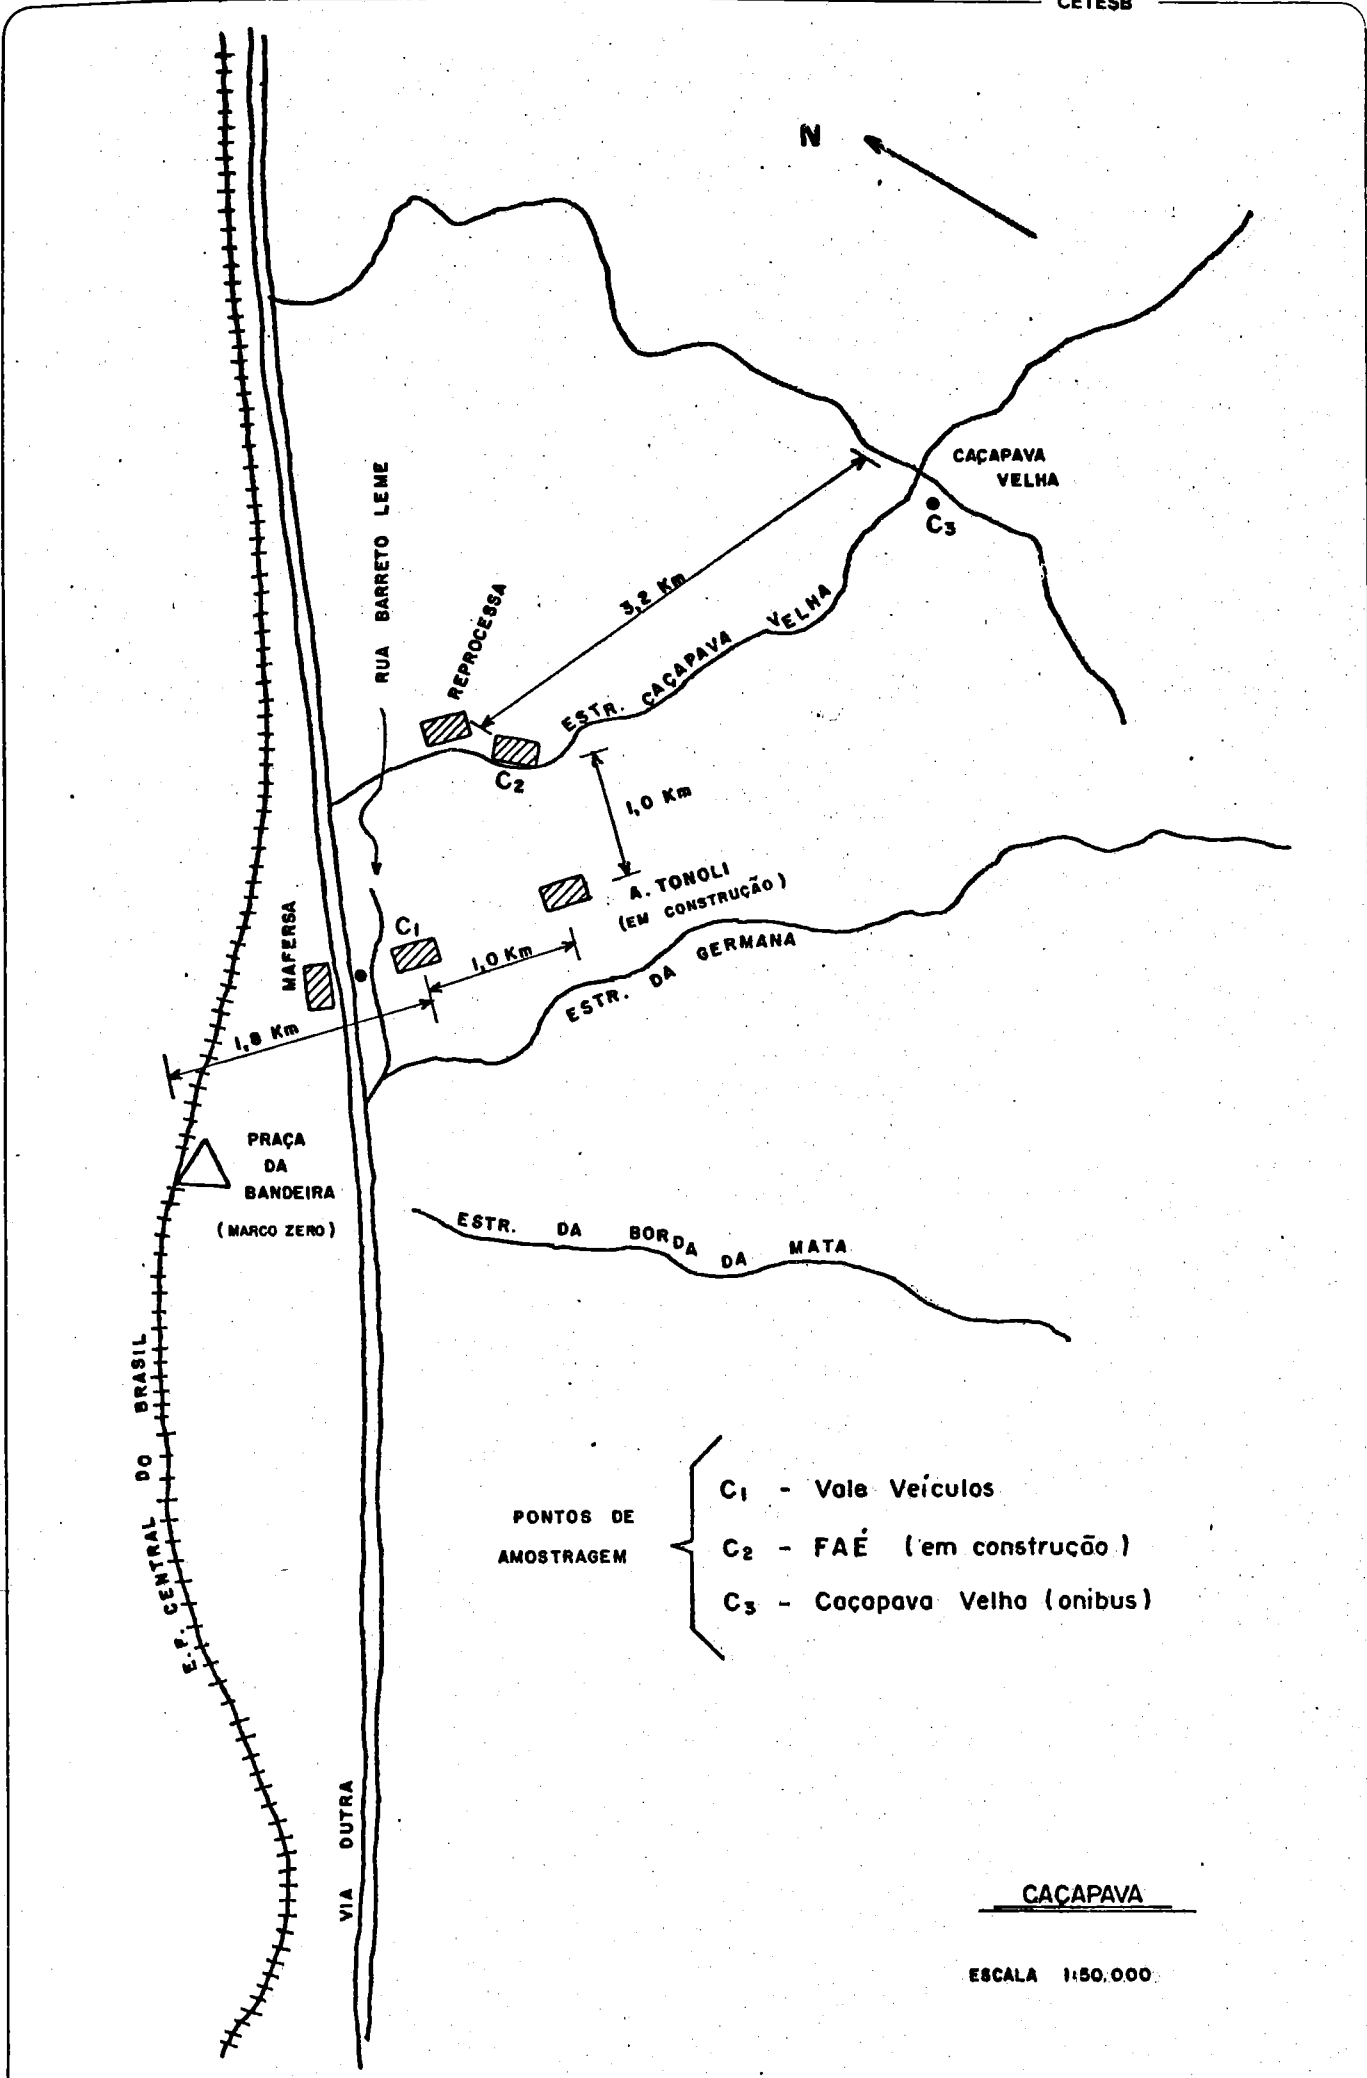 CETESB
N
CAÇAPAVA
VELHA
C3
RUA BARRETO LEME
REPROCESSA
3,2 Km
ESTR. CAÇAPAVA VELHA
C2
1,0 Km
A. TONOLI
(EM CONSTRUÇÃO)
MAFERSA
C1
1,0 Km
ESTR. DA GERMANA
1,8 Km
PRAÇA
DA
BANDEIRA
(MARCO ZERO)
ESTR. DA BORDA DA MATA
E.F. CENTRAL DO BRASIL
PONTOS DE
AMOSTRAGEM
C1 - Vale Veículos
C2 - FAÉ (em construção)
C3 - Caçapava Velha (onibus)
VIA DUTRA
CAÇAPAVA
ESCALA 1:50.000